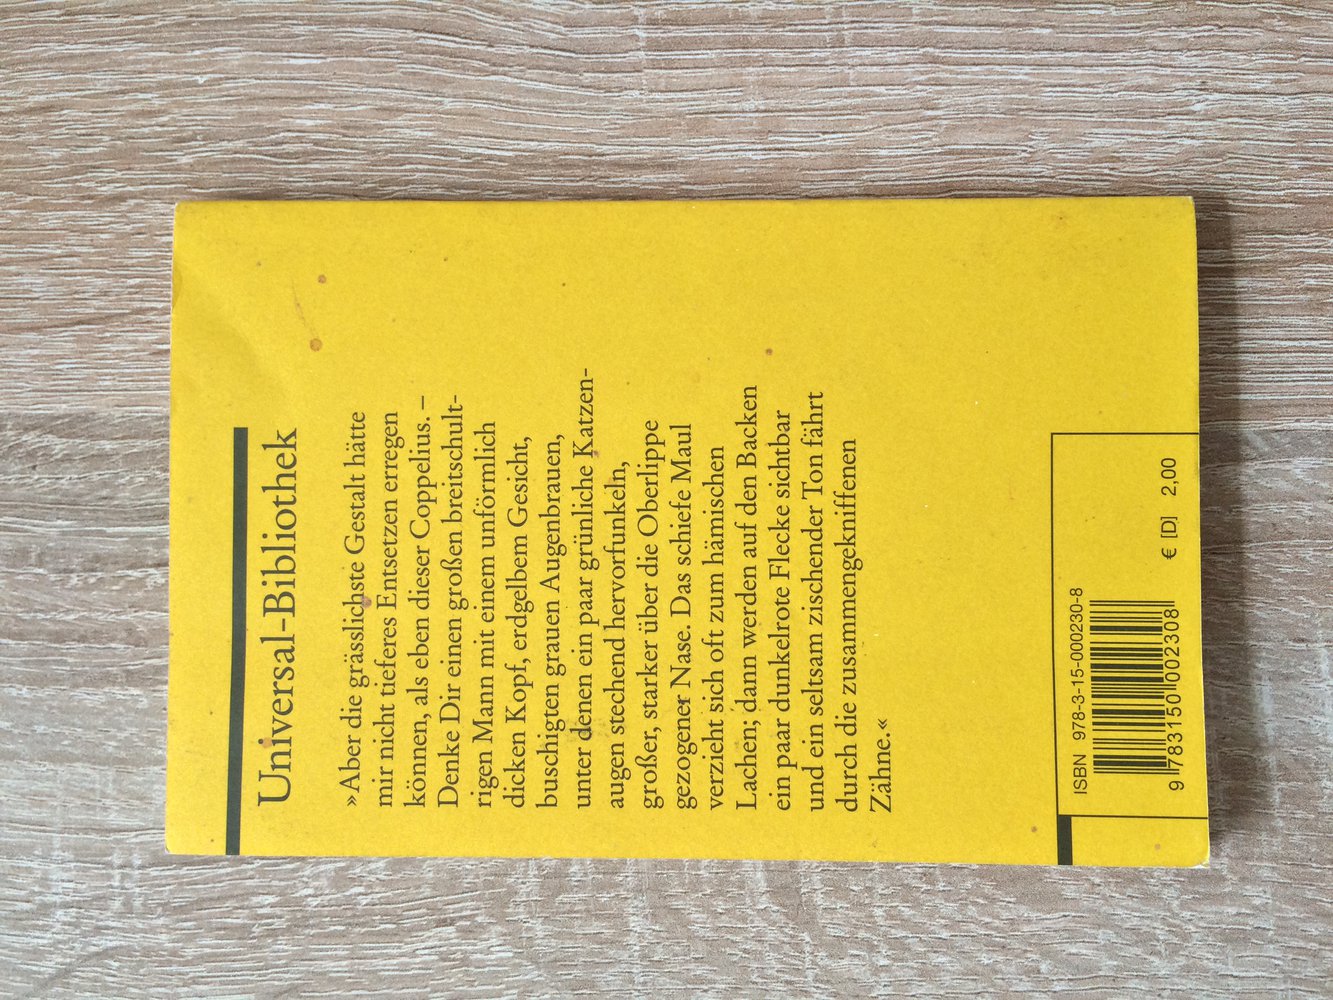 Universal-Bibliothek
»Aber die grässlichste Gestalt hätte
mir nicht tieferes Entsetzen erregen
können, als eben dieser Coppelius. –
Denke Dir einen großen breitschult-
rigen Mann mit einem unförmlich
dicken Kopf, erdgelbem Gesicht,
buschigten grauen Augenbrauen,
unter denen ein paar grünliche Katzen-
augen stechend hervorfunkeln,
großer, starker über die Oberlippe
gezogener Nase. Das schiefe Maul
verzieht sich oft zum hämischen
Lachen; dann werden auf den Backen
ein paar dunkelrote Flecke sichtbar
und ein seltsam zischender Ton fährt
durch die zusammengekniffenen
Zähne.«
ISBN 978-3-15-000230-8
9 783150 002308
€ [D] 2,00